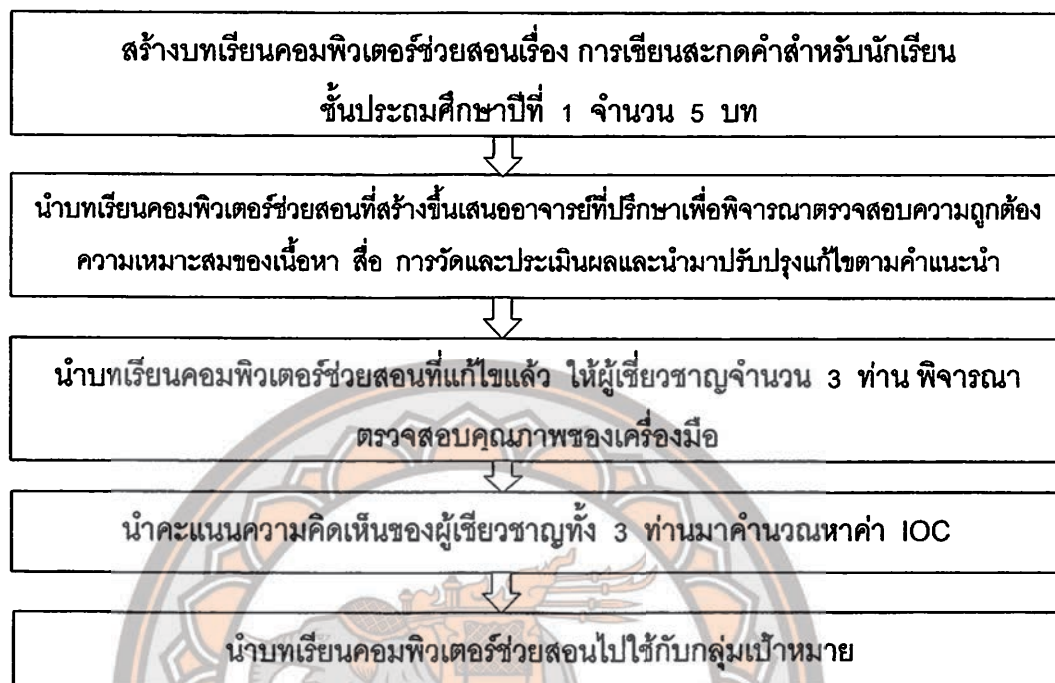 สร้างบทเรียนคอมพิวเตอร์ช่วยสอนเรื่อง การเขียนสะกดคำสำหรับนักเรียน
ชั้นประถมศึกษาปีที่ 1 จำนวน 5 บท
นำบทเรียนคอมพิวเตอร์ช่วยสอนที่สร้างขึ้นเสนออาจารย์ที่ปรึกษาเพื่อพิจารณาตรวจสอบความถูกต้อง
ความเหมาะสมของเนื้อหา สื่อ การวัดและประเมินผลและนำมาปรับปรุงแก้ไขตามคำแนะนำ
นำบทเรียนคอมพิวเตอร์ช่วยสอนที่แก้ไขแล้ว ให้ผู้เชี่ยวชาญจำนวน 3 ท่าน พิจารณา
ตรวจสอบคุณภาพของเครื่องมือ
นำคะแนนความคิดเห็นของผู้เชี่ยวชาญทั้ง 3 ท่านมาคำนวณหาค่า IOC
นำบทเรียนคอมพิวเตอร์ช่วยสอนไปใช้กับกลุ่มเป้าหมาย